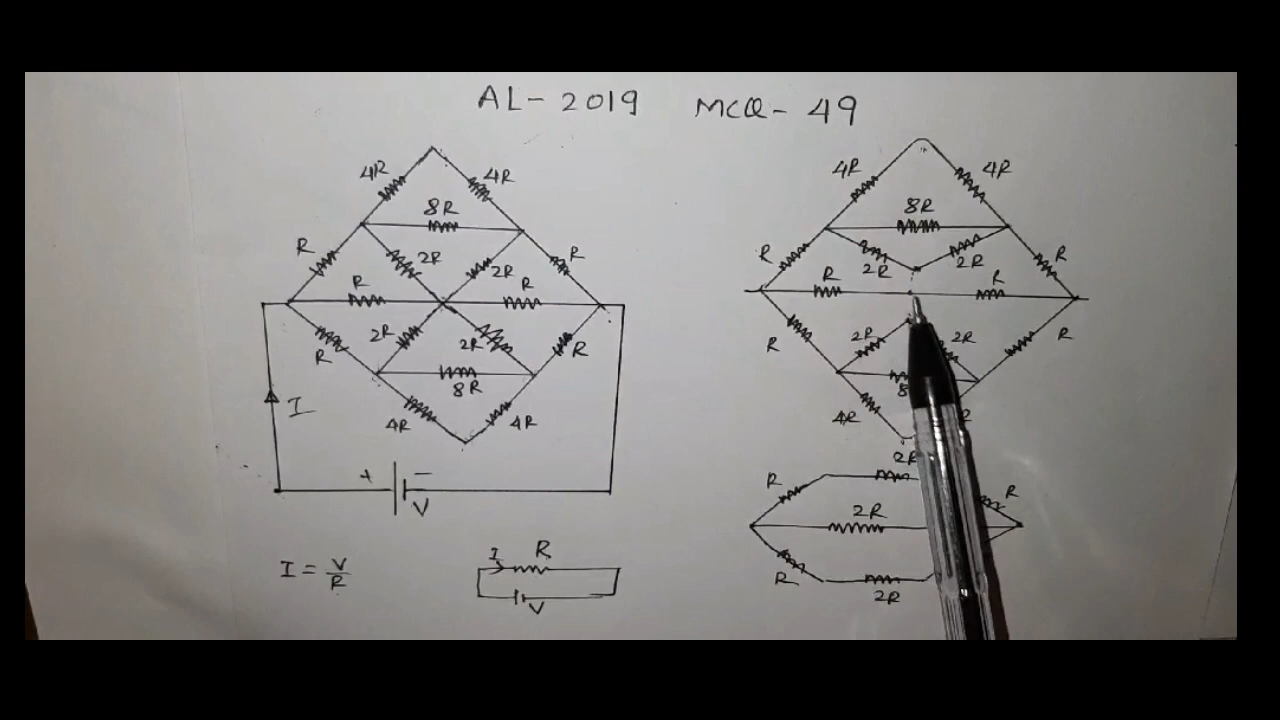 AL - 2019 MCQ - 49
4R 4R
8R
R 2R 2R R
R R
R 2R 2R R
8R
4R 4R
I
+ − V
I = V/R
I R
V
4R 4R
8R
R 2R 2R R
R R
R 2R 2R R
8
4R R
2R
R R
2R
R
2R